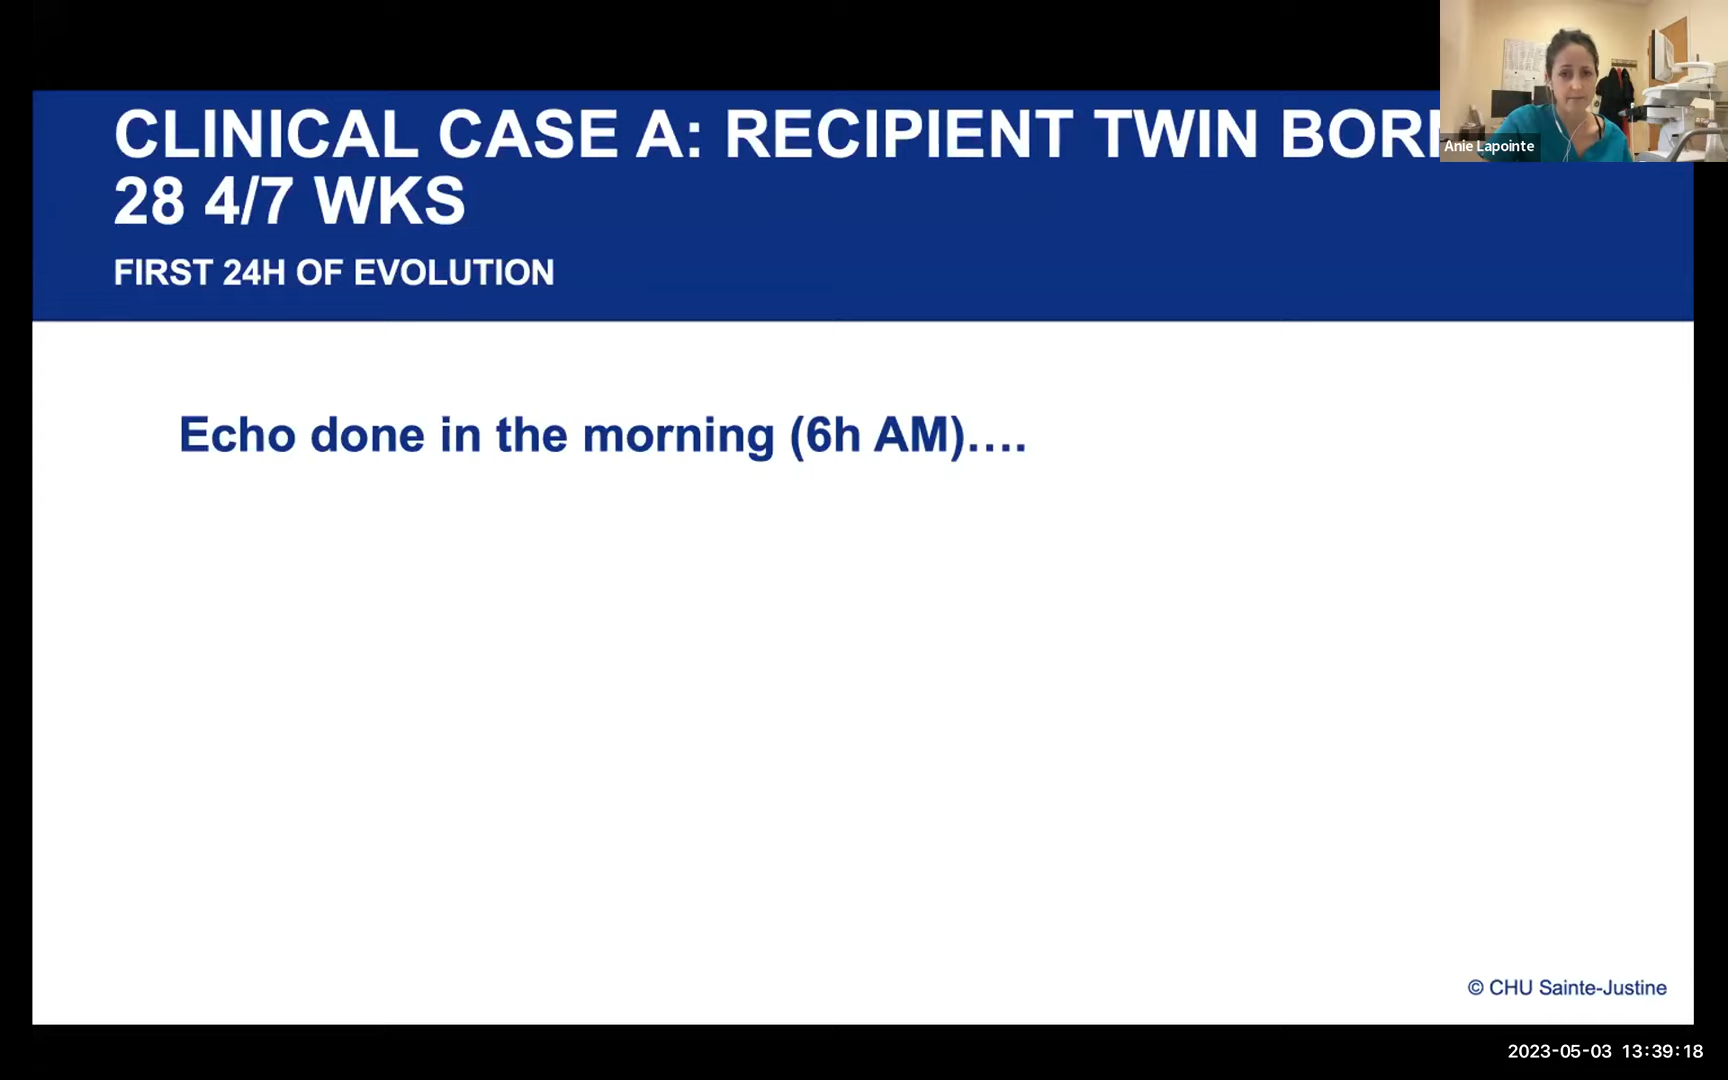 CLINICAL CASE A: RECIPIENT TWIN
28 4/7 WKS
FIRST 24H OF EVOLUTION
Anie Lapointe
Echo done in the morning (6h AM)….
© CHU Sainte-Justine
2023-05-03 13:39:18